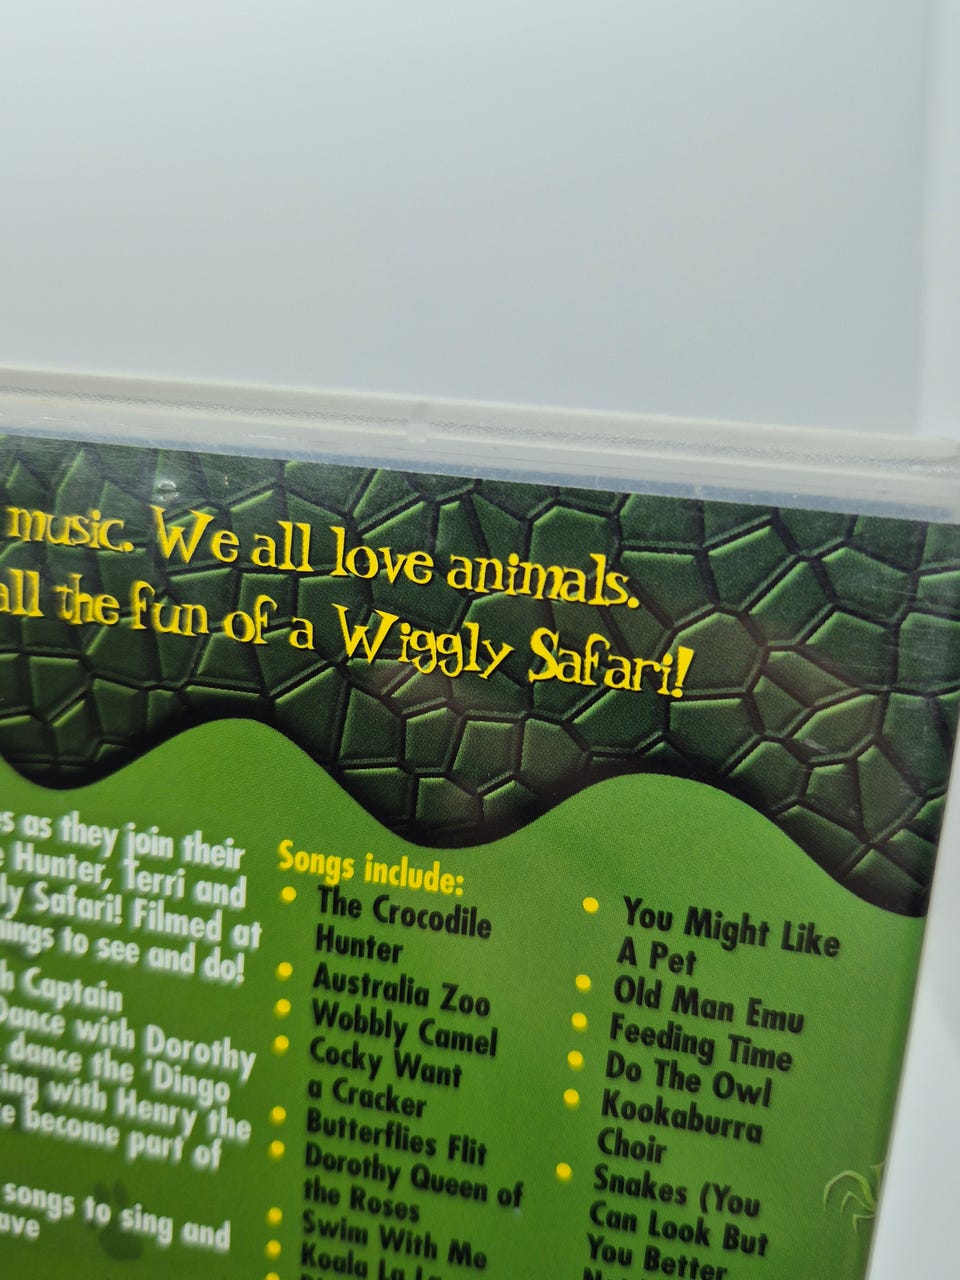 music. We all love animals.
all the fun of a Wiggly Safari!
as they join their
Hunter, Terri and
Safari! Filmed at
to see and do!
Captain
Dance with Dorothy
dance the 'Dingo
with Henry the
become part of
songs to sing and
Songs include:
The Crocodile
Hunter
Australia Zoo
Wobbly Camel
Cocky Want
a Cracker
Butterflies Flit
Dorothy Queen of
the Roses
Swim With Me
Koala La
You Might Like
A Pet
Old Man Emu
Feeding Time
Do The Owl
Kookaburra
Choir
Snakes (You
Can Look But
You Better